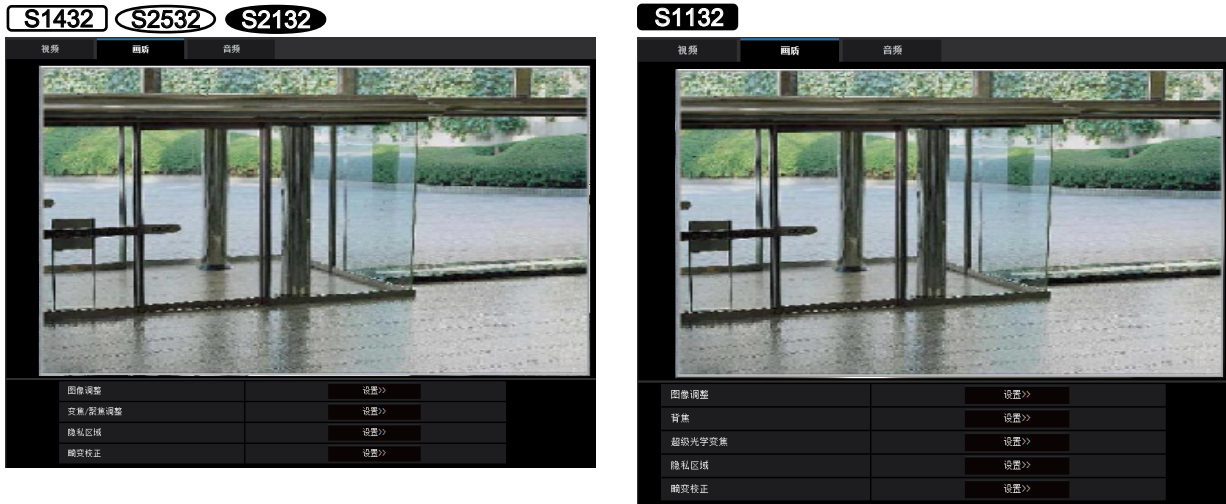 S1432 S2532 S2132
视频 画质 音频
图像调整 设置>>
变焦/聚焦调整 设置>>
隐私区域 设置>>
畸变校正 设置>>
S1132
视频 画质 音频
图像调整 设置>>
背焦 设置>>
超级光学变焦 设置>>
隐私区域 设置>>
畸变校正 设置>>